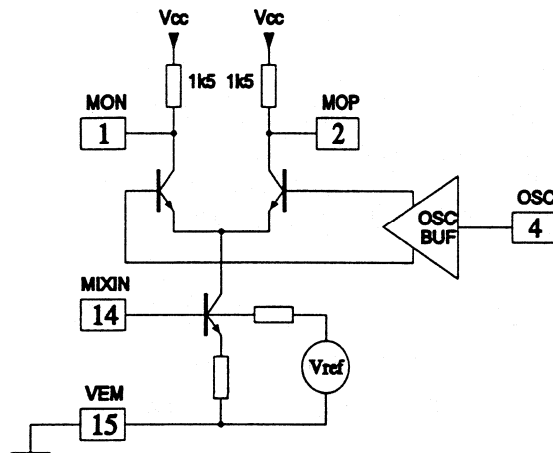 Vcc Vcc
1k5 1k5
MON MOP
1 2
OSC
OSC
BUF
4
MIXIN
14
Vref
VEM
15